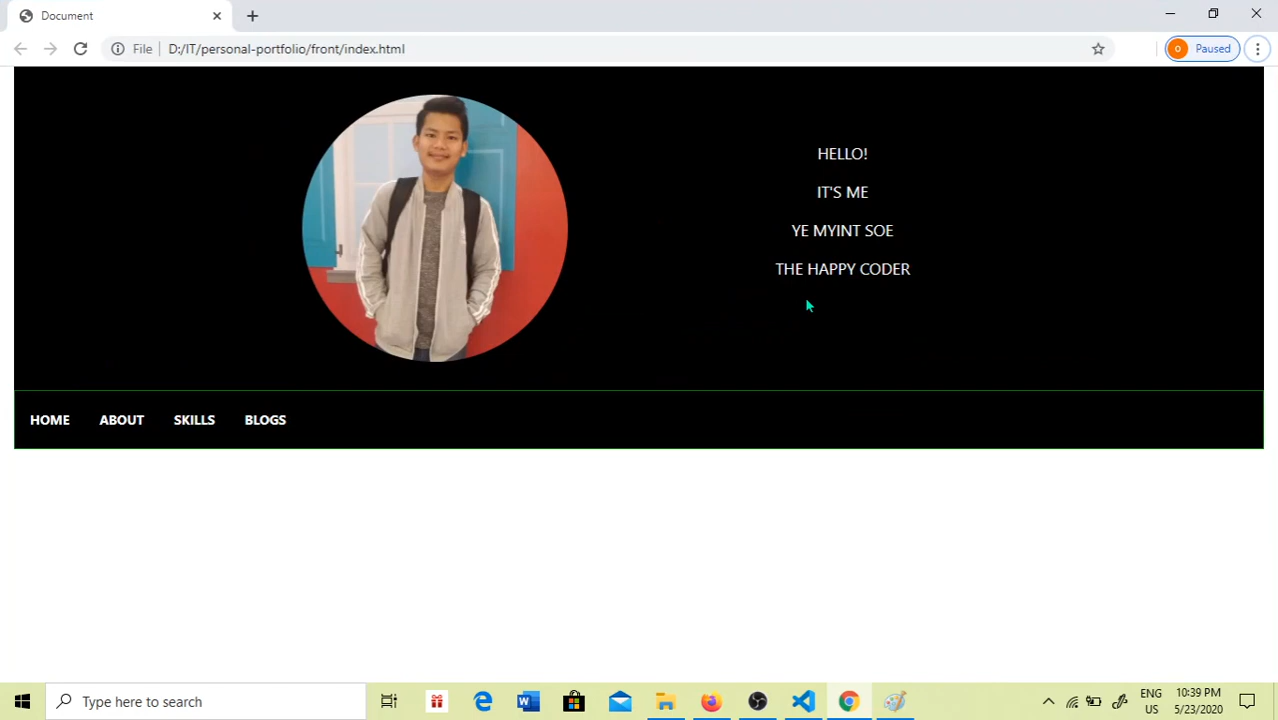 Document
File
D:/IT/personal-portfolio/front/index.html
Paused
HELLO!
IT'S ME
YE MYINT SOE
THE HAPPY CODER
HOME ABOUT SKILLS BLOGS
Type here to search
ENG
US
10:39 PM
5/23/2020